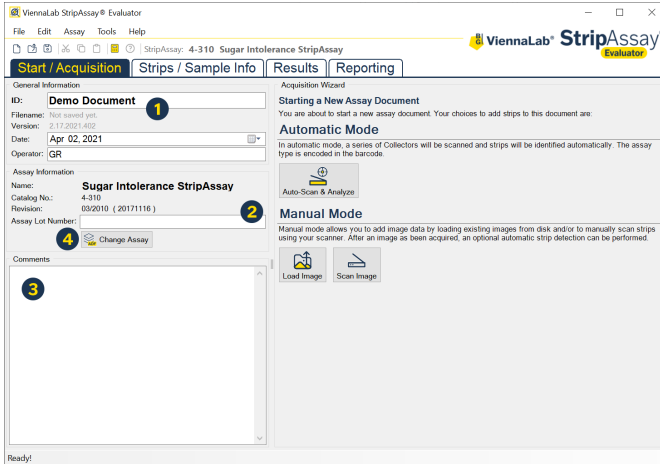 ViennaLab StripAssay® Evaluator
File Edit Assay Tools Help
StripAssay: 4-310 Sugar Intolerance StripAssay
ViennaLab® StripAssay®
Evaluator
Start / Acquisition Strips / Sample Info Results Reporting
General Information
ID: Demo Document
1
Filename: Not saved yet.
Version: 2.17.2021.402
Date: Apr 02, 2021
Operator: GR
Assay Information
Name: Sugar Intolerance StripAssay
Catalog No.: 4-310
Revision: 03/2010 ( 20171116 )
Assay Lot Number:
2
4
Change Assay
Comments
3
Acquisition Wizard
Starting a New Assay Document
You are about to start a new assay document. Your choices to add strips to this document are:
Automatic Mode
In automatic mode, a series of Collectors will be scanned and strips will be identified automatically. The assay
type is encoded in the barcode.
Auto-Scan & Analyze
Manual Mode
Manual mode allows you to add image data by loading existing images from disk and/or to manually scan strips
using your scanner. After an image as been acquired, an optional automatic strip detection can be performed.
Load Image Scan Image
Ready!